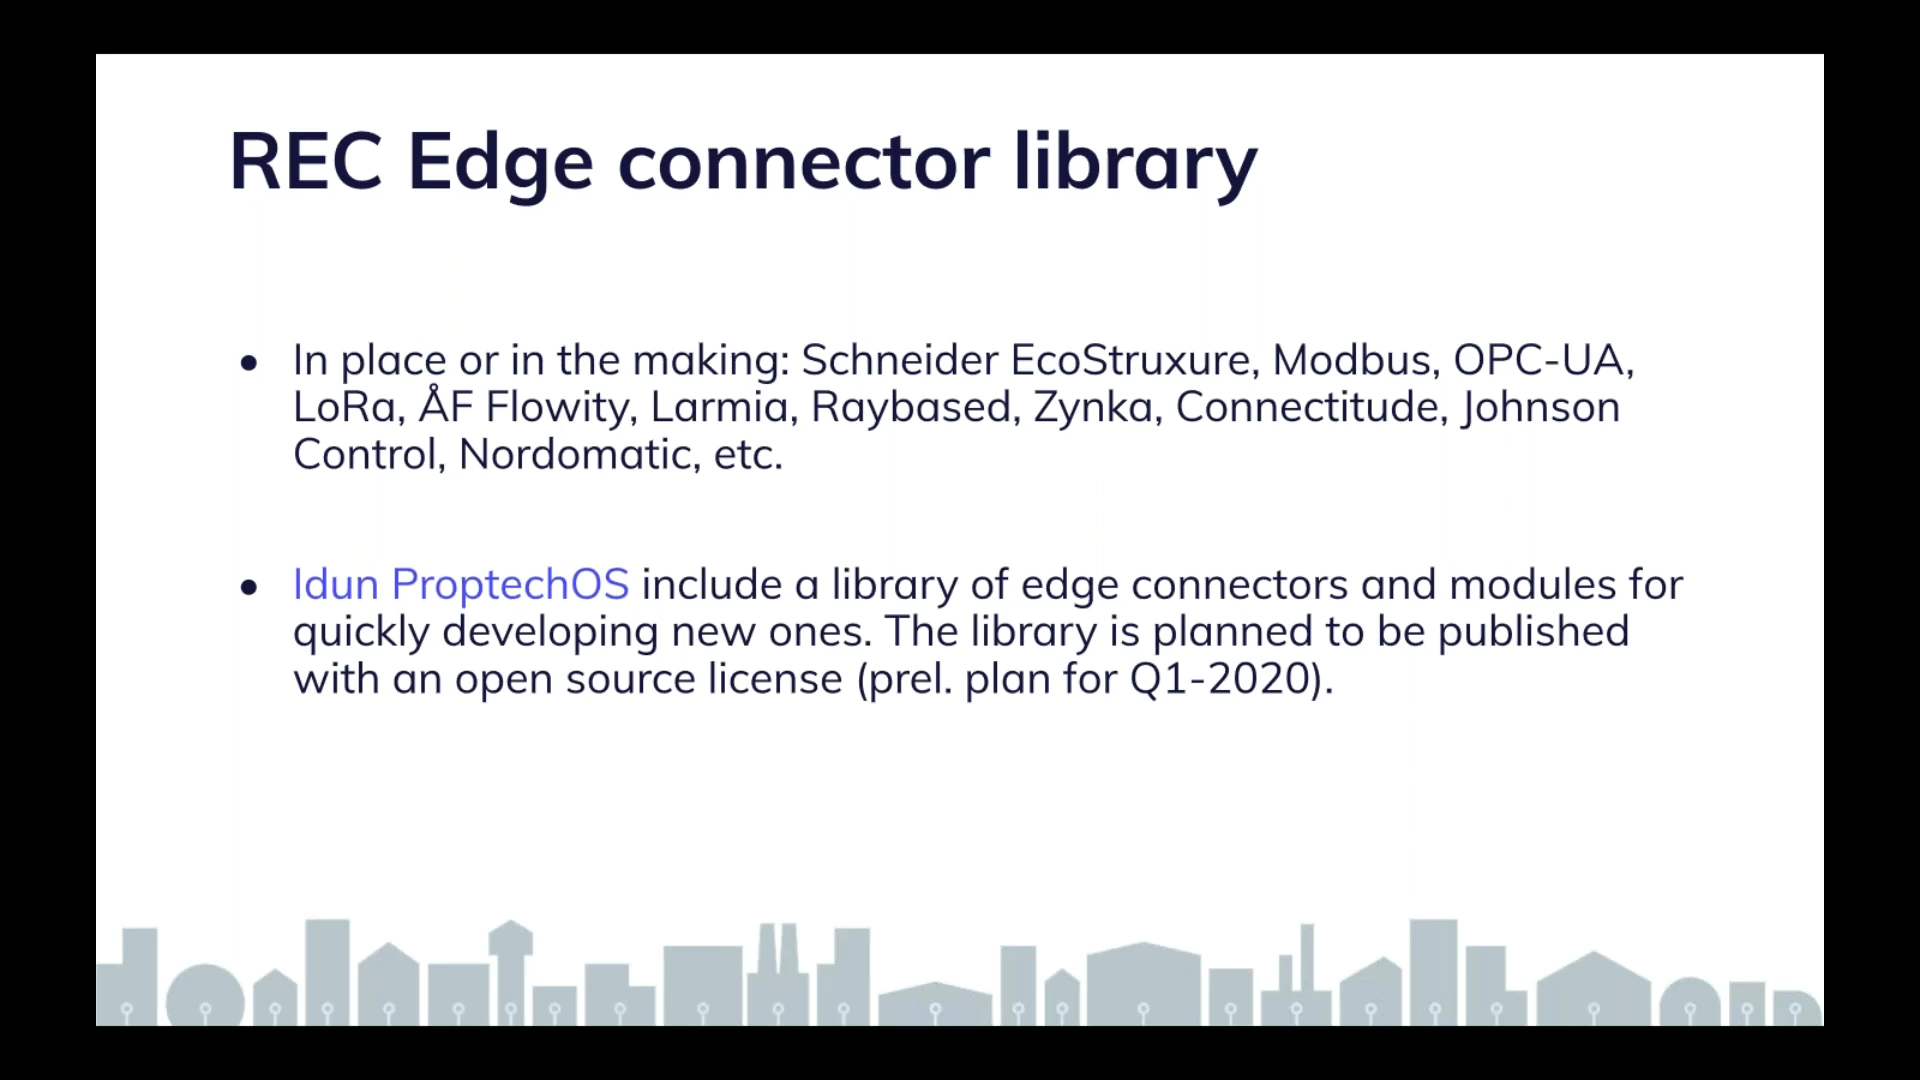 REC Edge connector library
• In place or in the making: Schneider EcoStruxure, Modbus, OPC-UA,
LoRa, ÅF Flowity, Larmia, Raybased, Zynka, Connectitude, Johnson
Control, Nordomatic, etc.
• Idun ProptechOS include a library of edge connectors and modules for
quickly developing new ones. The library is planned to be published
with an open source license (prel. plan for Q1-2020).